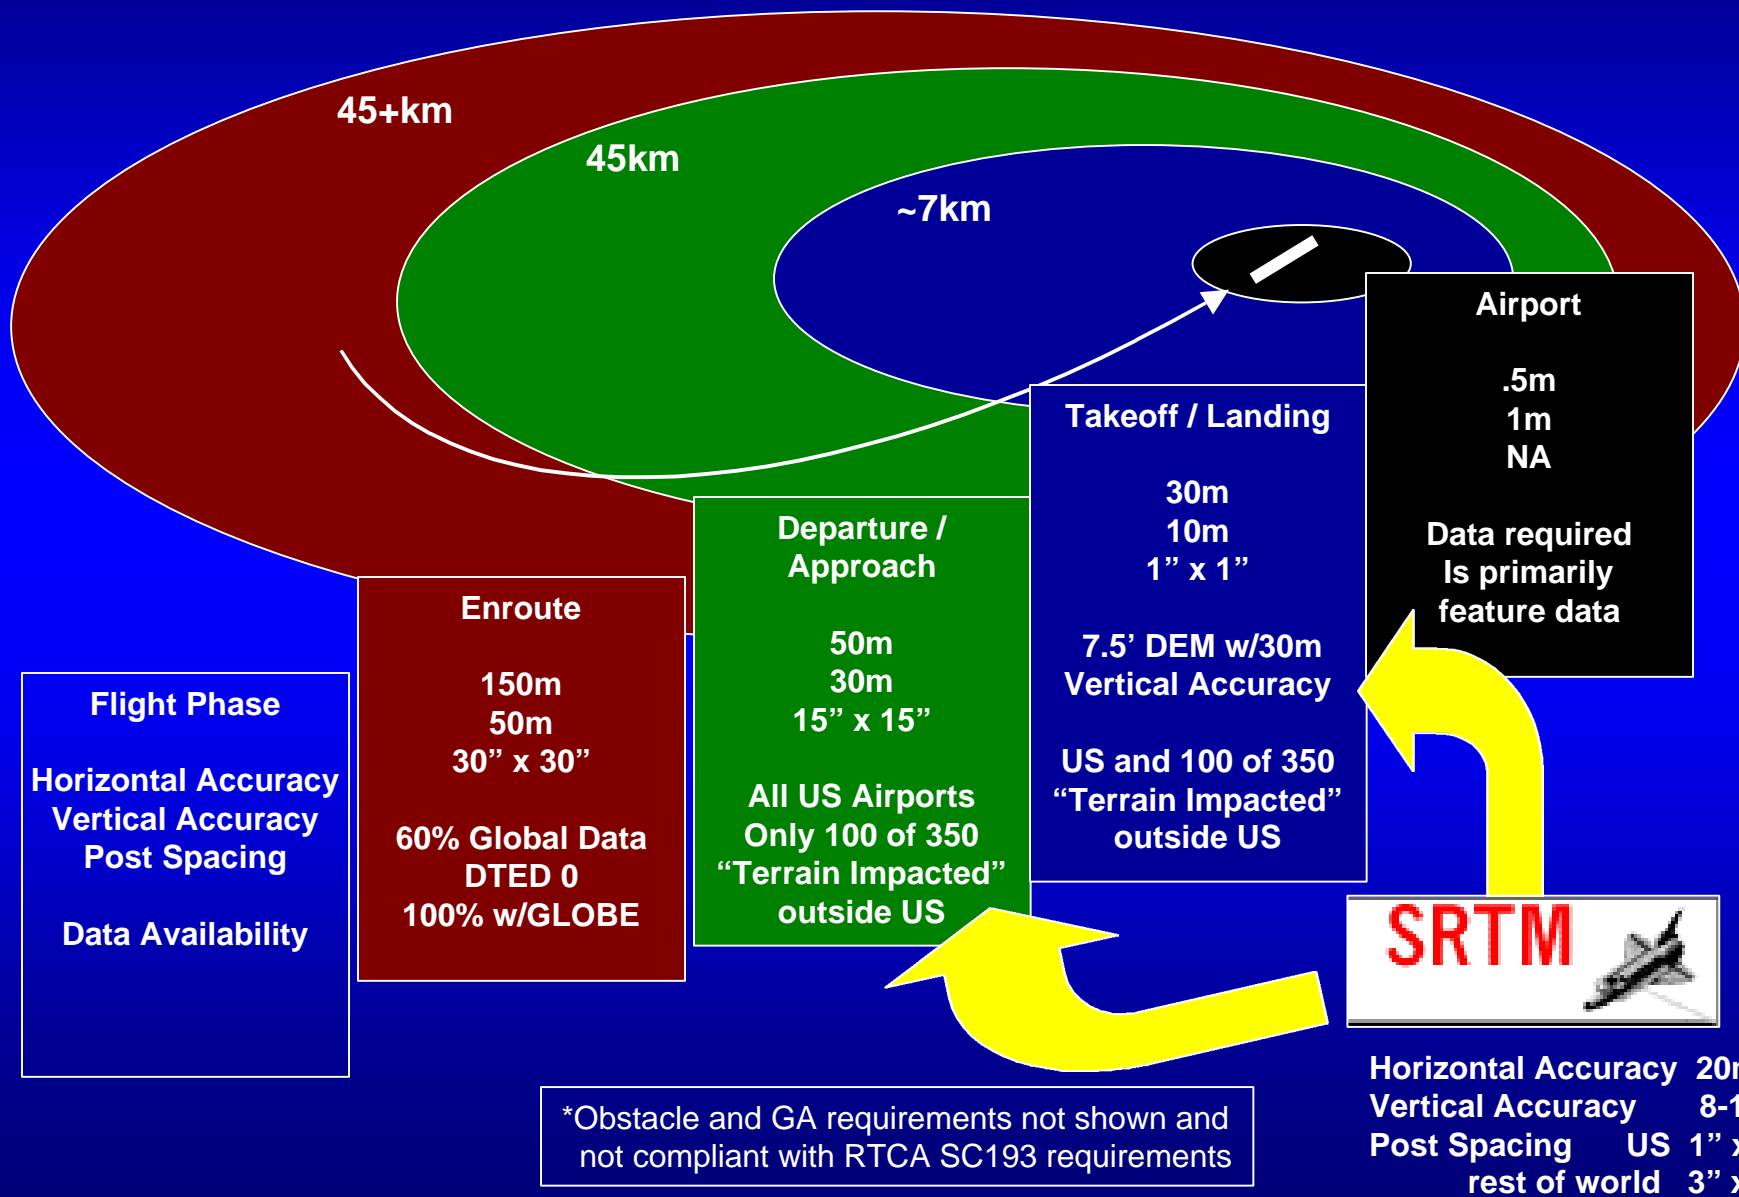 45+km
45km
~7km
Airport
.5m
1m
NA
Data required
Is primarily
feature data
Takeoff / Landing
30m
10m
1” x 1”
7.5’ DEM w/30m
Vertical Accuracy
US and 100 of 350
“Terrain Impacted”
outside US
Departure /
Approach
50m
30m
15” x 15”
All US Airports
Only 100 of 350
“Terrain Impacted”
outside US
Enroute
150m
50m
30” x 30”
60% Global Data
DTED 0
100% w/GLOBE
Flight Phase
Horizontal Accuracy
Vertical Accuracy
Post Spacing
Data Availability
SRTM
Horizontal Accuracy
Vertical Accuracy
Post Spacing US 1” x
rest of world 3” x
*Obstacle and GA requirements not shown and
not compliant with RTCA SC193 requirements